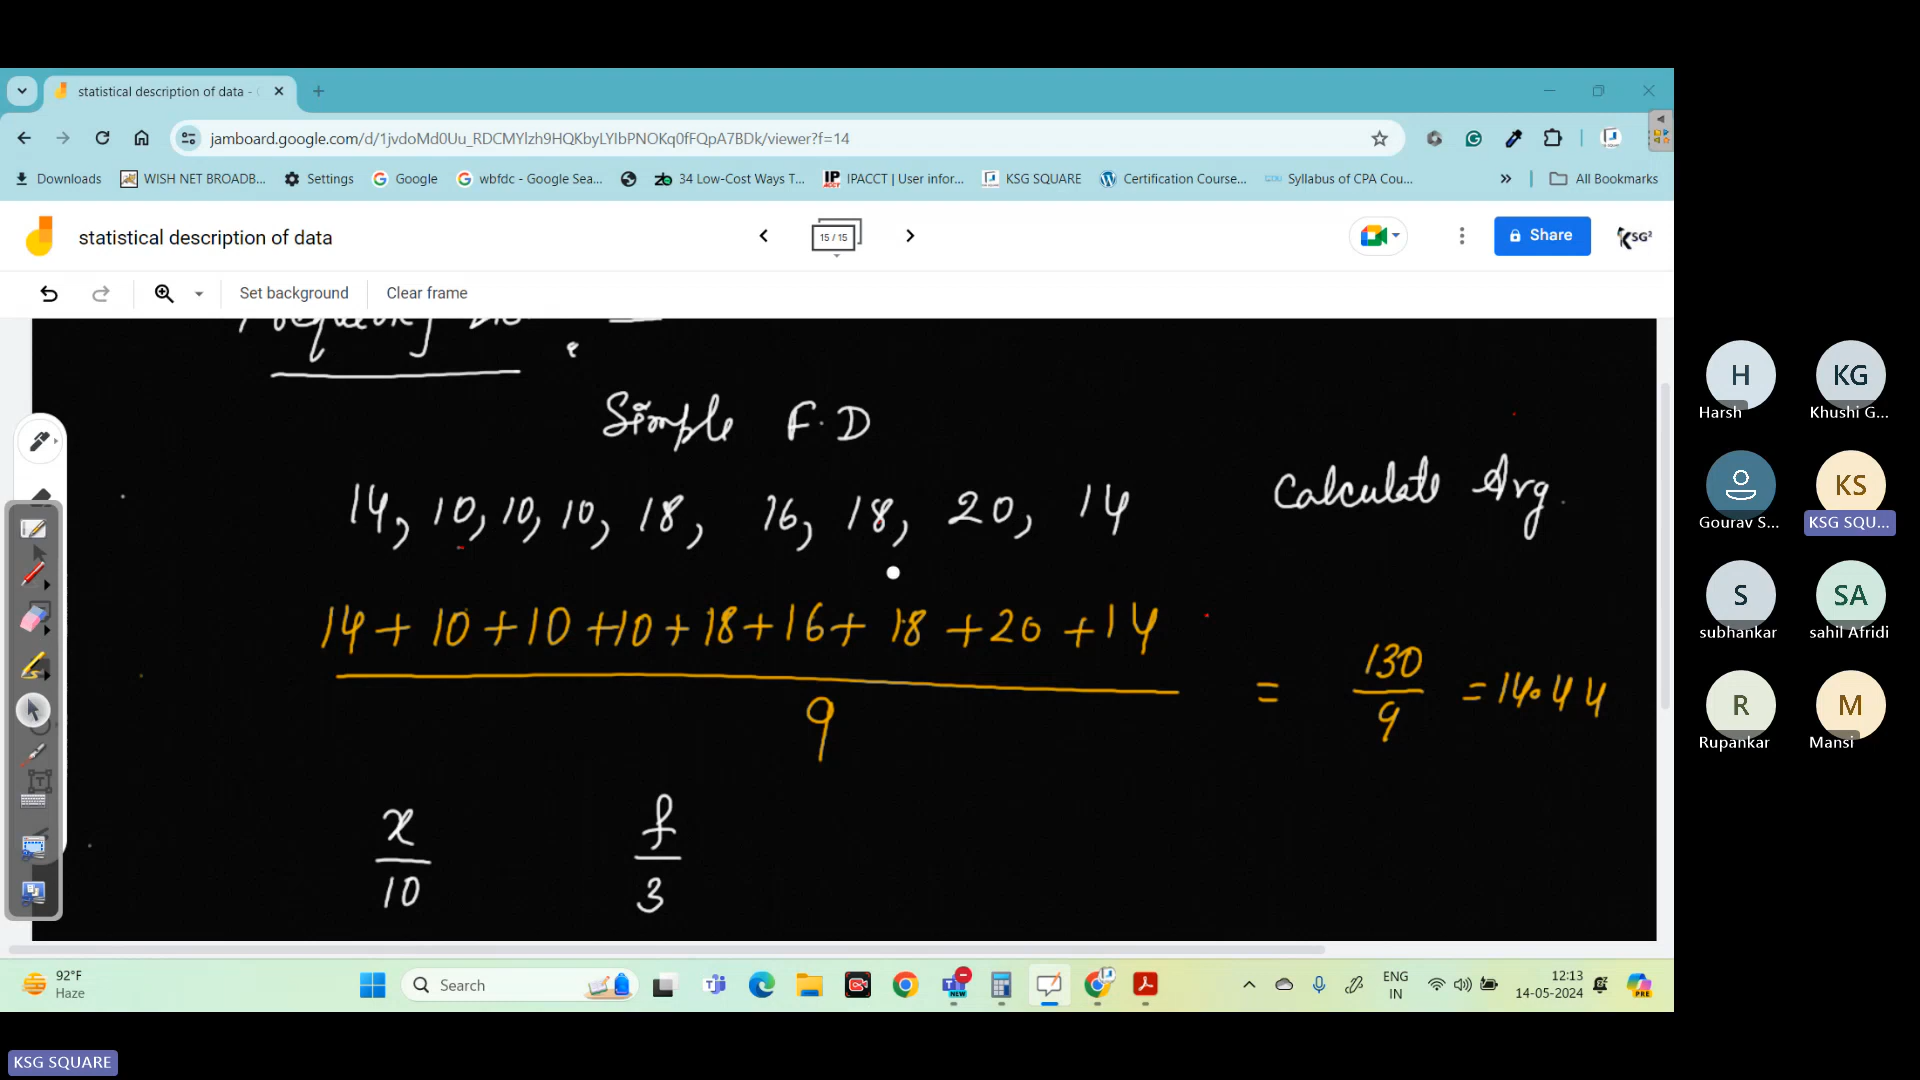 statistical description of data -
jamboard.google.com/d/1jvdoMd0Uu_RDCMYlzh9HQKbyLYIbPNOKq0fFQpA7BDk/viewer?f=14
Downloads WISH NET BROADB... Settings Google wbfdc - Google Sea... 34 Low-Cost Ways T... IPACCT | User infor... KSG SQUARE Certification Course... Syllabus of CPA Cou... » All Bookmarks
statistical description of data 15 / 15 Share KSG²
Set background Clear frame
Simple F.D
14, 10, 10, 10, 18, 16, 18, 20, 14 Calculate Avg.
14 + 10 + 10 + 10 + 18 + 16 + 18 + 20 + 14
9
= 130/9 = 14.44
x f
10 3
H KG
Harsh Khushi G...
KS
Gourav S... KSG SQU...
S SA
subhankar sahil Afridi
R M
Rupankar Mansi
92°F
Haze
Search
ENG
IN
12:13
14-05-2024
KSG SQUARE